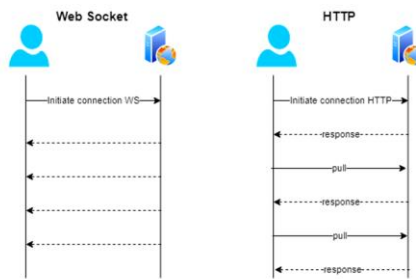 Web Socket
Initiate connection WS
HTTP
Initiate connection HTTP
response
pull
response
pull
response